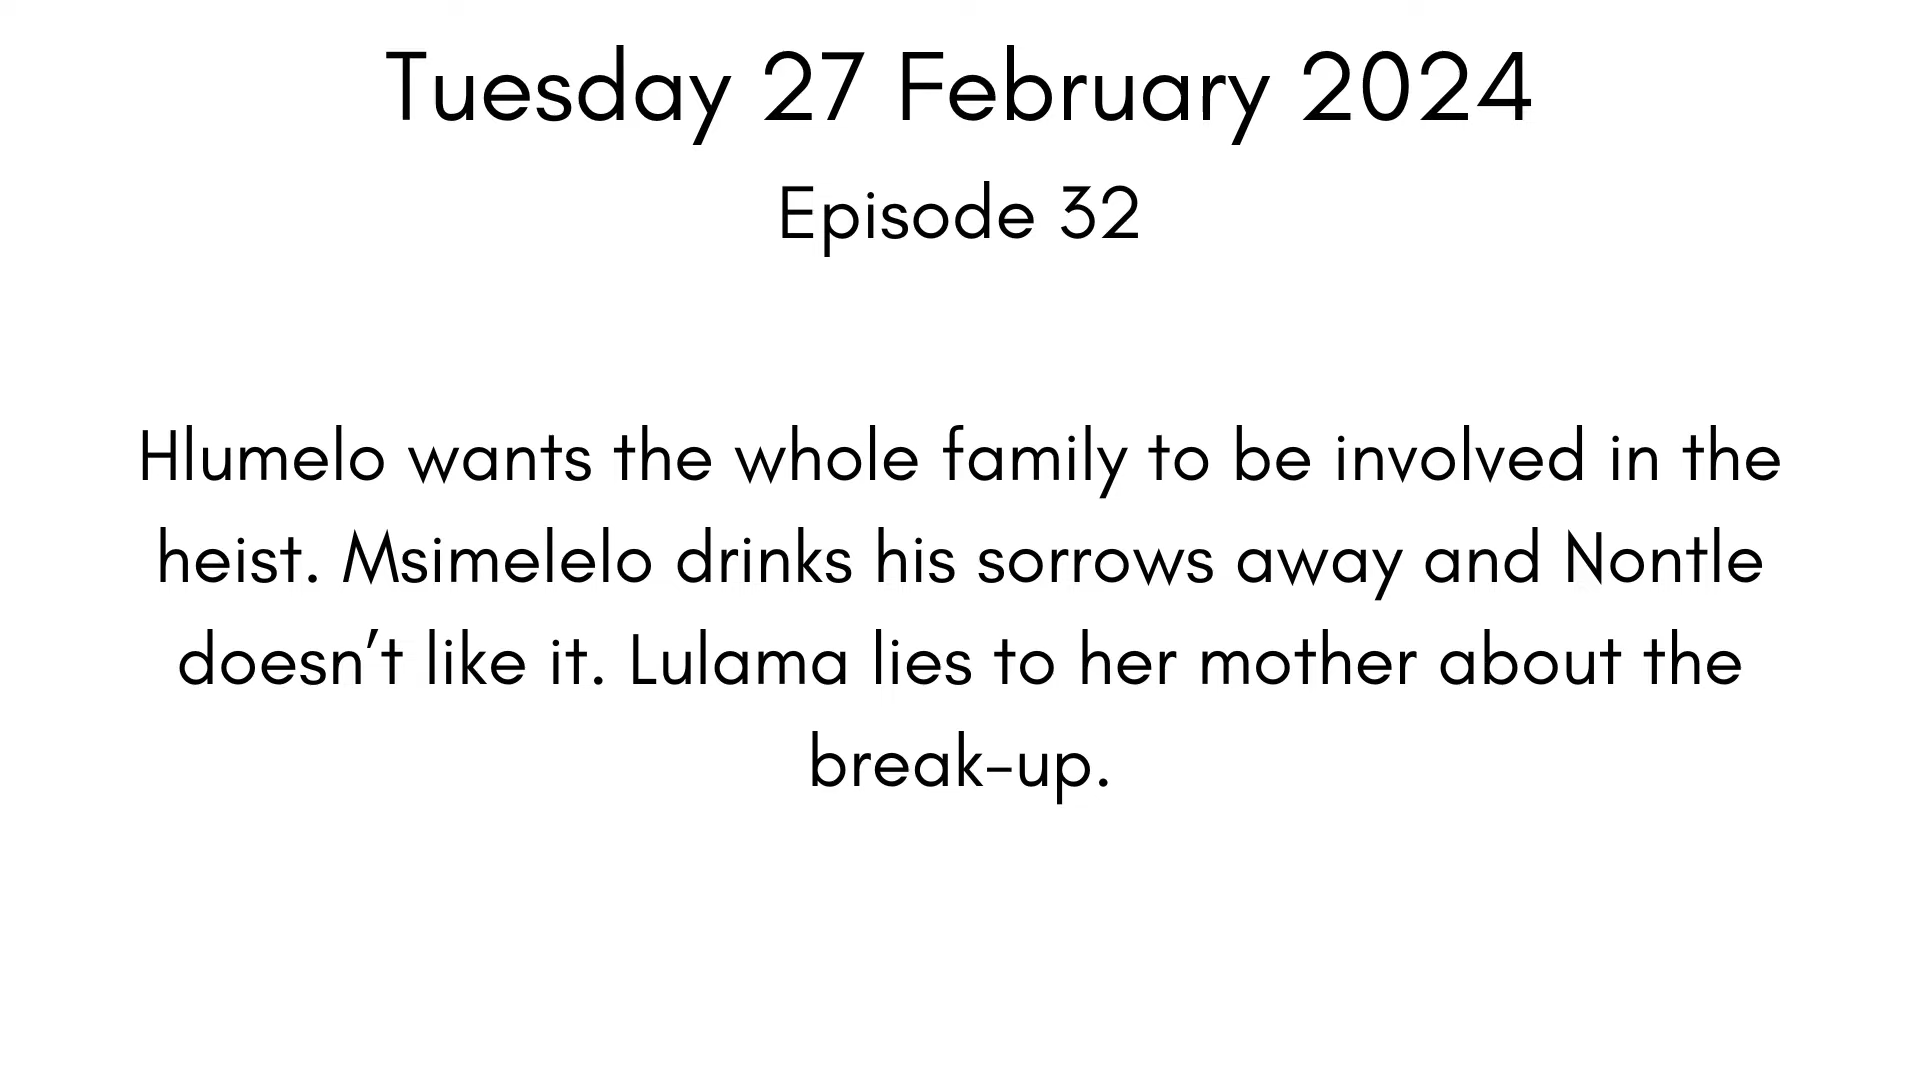 Tuesday 27 February 2024
Episode 32
Hlumelo wants the whole family to be involved in the
heist. Msimelelo drinks his sorrows away and Nontle
doesn’t like it. Lulama lies to her mother about the
break-up.